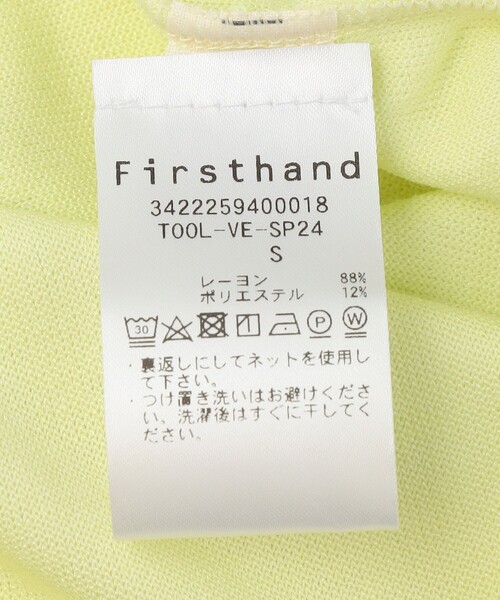 Firsthand
3422259400018
TOOL-VE-SP24
S
レーヨン 88%
ポリエステル 12%
30 P W
・裏返しにしてネットを使用し
て下さい。
・つけ置き洗いはお避けくださ
い、洗濯後はすぐに干してく
ださい。